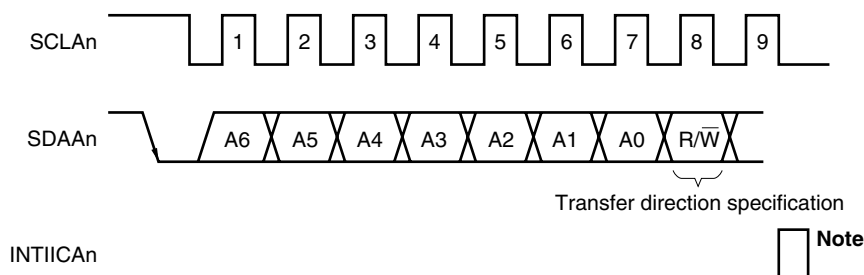 SCLAn 1 2 3 4 5 6 7 8 9
SDAAn A6 A5 A4 A3 A2 A1 A0 R/W̅
Transfer direction specification
INTIICAn Note